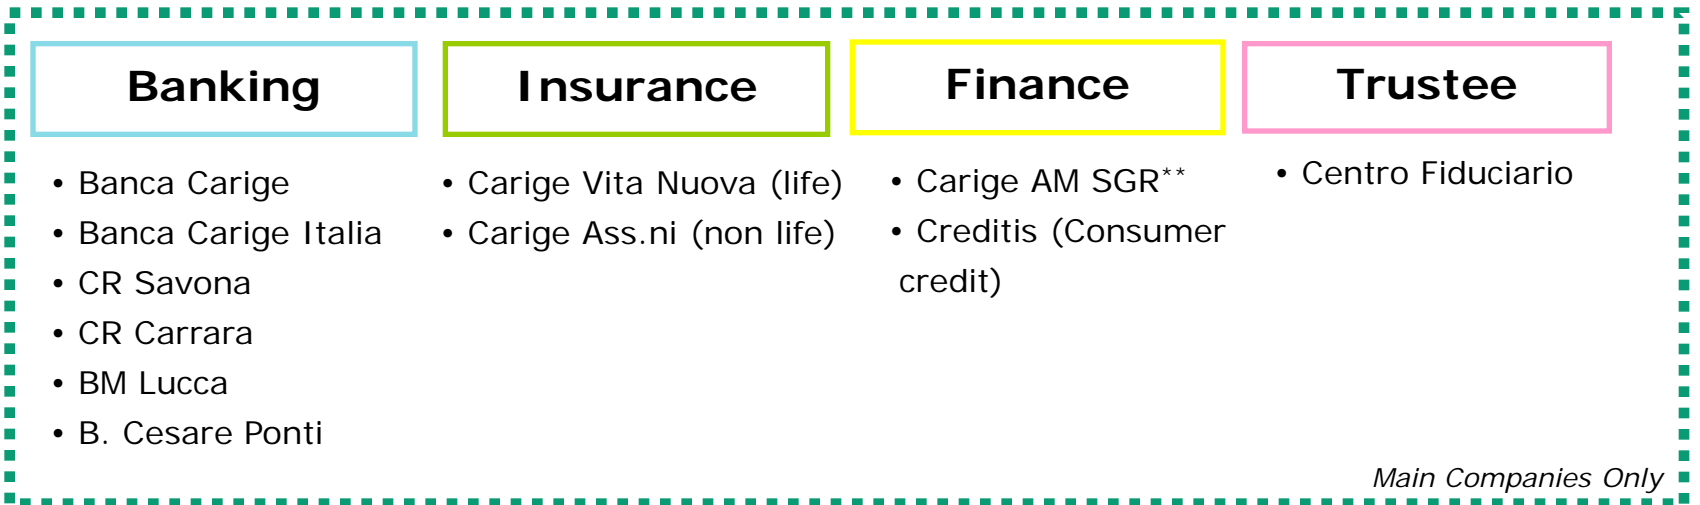 Banking
• Banca Carige
• Banca Carige Italia
• CR Savona
• CR Carrara
• BM Lucca
• B. Cesare Ponti
Insurance
• Carige Vita Nuova (life)
• Carige Ass.ni (non life)
Finance
• Carige AM SGR**
• Creditis (Consumer
credit)
Trustee
• Centro Fiduciario
Main Companies Only